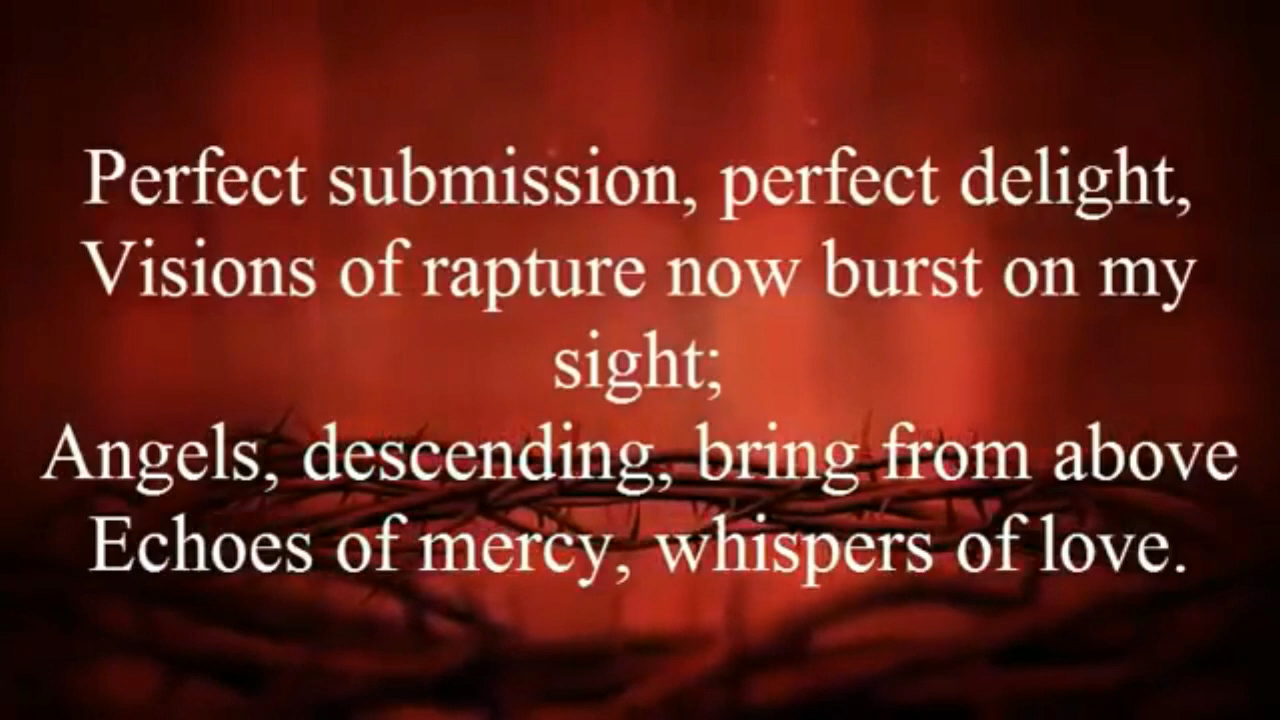 Perfect submission, perfect delight,
Visions of rapture now burst on my
sight;
Angels, descending, bring from above
Echoes of mercy, whispers of love.